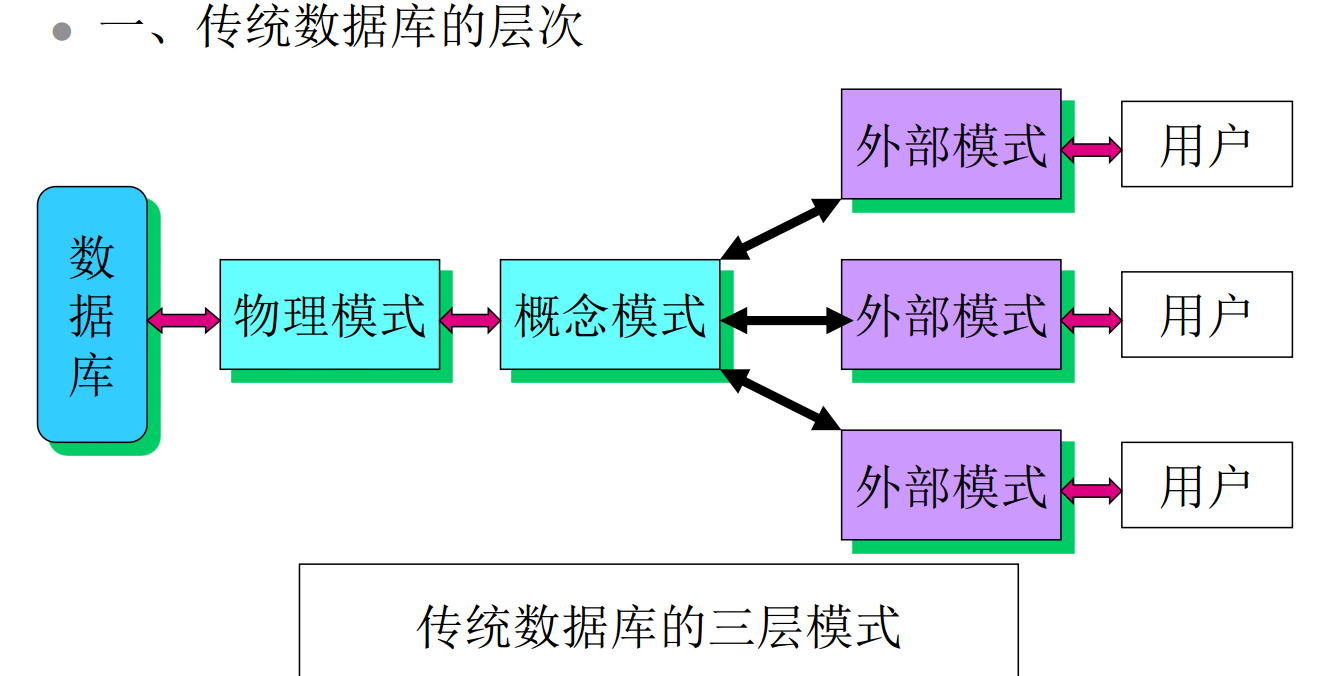 一、传统数据库的层次
外部模式
用户
数
据
库
物理模式
概念模式
外部模式
用户
外部模式
用户
传统数据库的三层模式